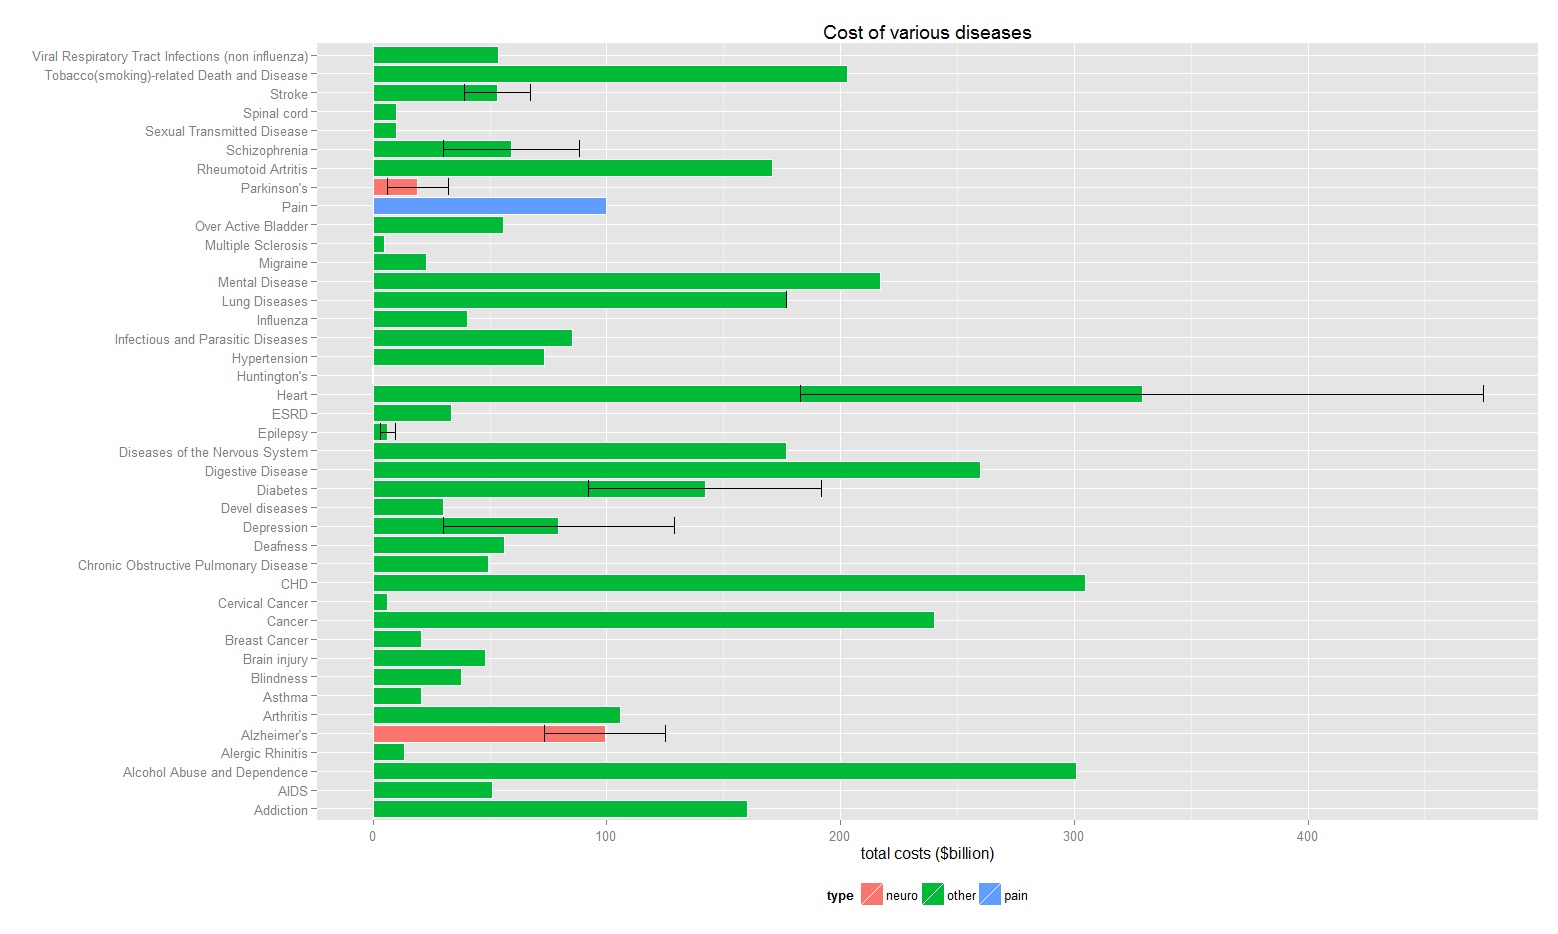 Cost of various diseases
Viral Respiratory Tract Infections (non influenza)
Tobacco(smoking)-related Death and Disease
Stroke
Spinal cord
Sexual Transmitted Disease
Schizophrenia
Rheumotoid Artritis
Parkinson's
Pain
Over Active Bladder
Multiple Sclerosis
Migraine
Mental Disease
Lung Diseases
Influenza
Infectious and Parasitic Diseases
Hypertension
Huntington's
Heart
ESRD
Epilepsy
Diseases of the Nervous System
Digestive Disease
Diabetes
Devel diseases
Depression
Deafness
Chronic Obstructive Pulmonary Disease
CHD
Cervical Cancer
Cancer
Breast Cancer
Brain injury
Blindness
Asthma
Arthritis
Alzheimer's
Alergic Rhinitis
Alcohol Abuse and Dependence
AIDS
Addiction
0 100 200 300 400
total costs ($billion)
type neuro other pain